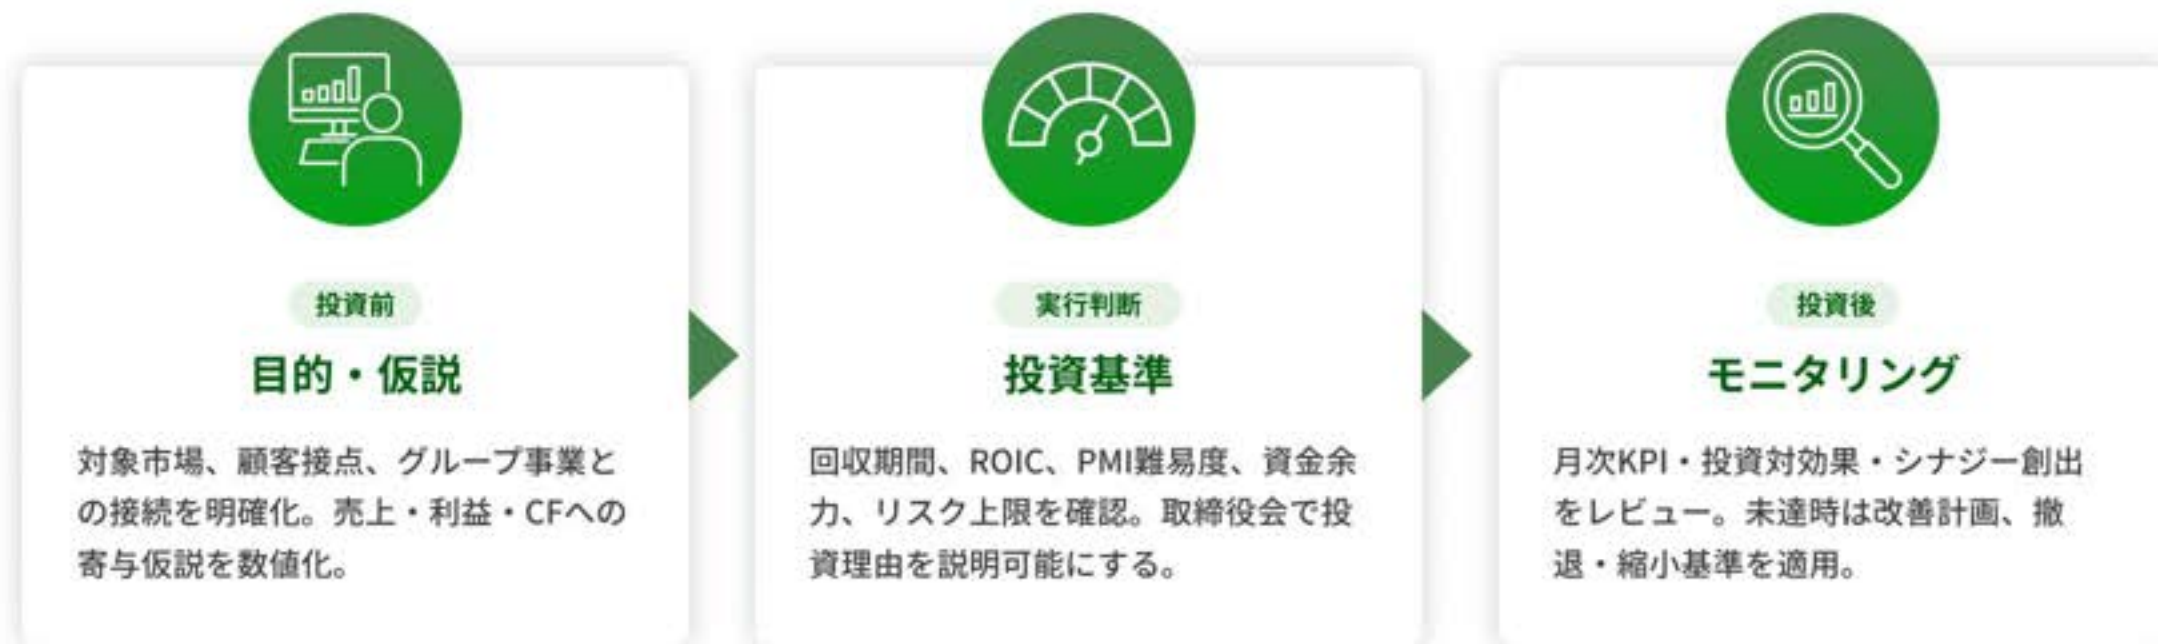 投資前
目的・仮説
対象市場、顧客接点、グループ事業と
の接続を明確化。売上・利益・CFへの
寄与仮説を数値化。
実行判断
投資基準
回収期間、ROIC、PMI難易度、資金余
力、リスク上限を確認。取締役会で投
資理由を説明可能にする。
投資後
モニタリング
月次KPI・投資対効果・シナジー創出
をレビュー。未達時は改善計画、撤
退・縮小基準を適用。